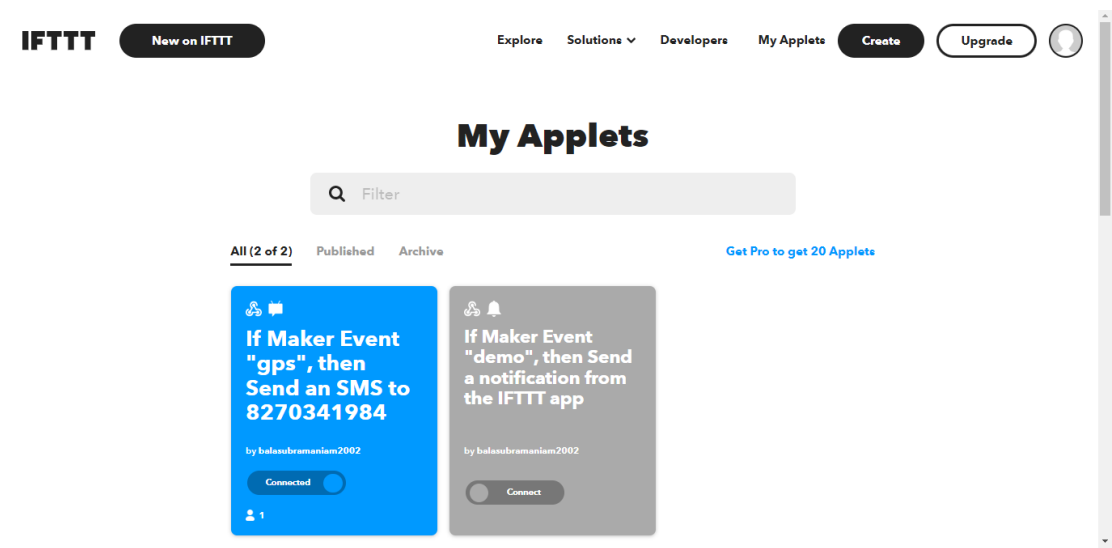 IFTTT New on IFTTT Explore Solutions Developers My Applets Create Upgrade
My Applets
Filter
All (2 of 2) Published Archive Get Pro to get 20 Applets
If Maker Event
"gps", then
Send an SMS to
8270341984
by balasubramaniam2002
Connected
1
If Maker Event
"demo", then Send
a notification from
the IFTTT app
by balasubramaniam2002
Connect